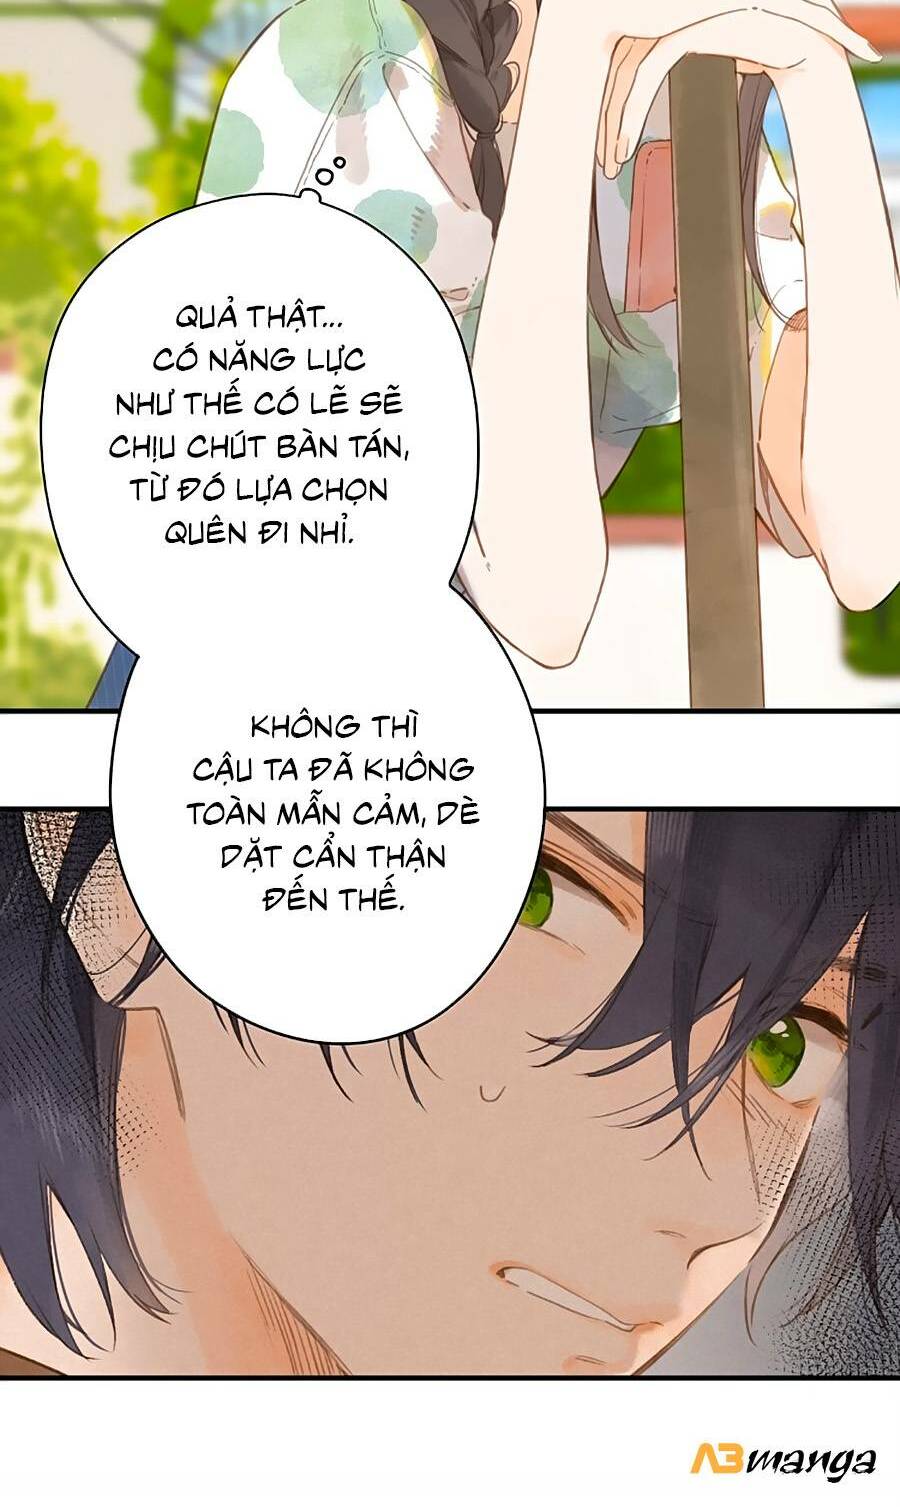 QUẢ THẬT...
CÓ NĂNG LỰC
NHƯ THẾ CÓ LẼ SẼ
CHỊU CHÚT BÀN TÁN,
TỪ ĐÓ LỰA CHỌN
QUÊN ĐI NHỈ.
KHÔNG THÌ
CẬU TA ĐÃ KHÔNG
TOÀN MẪN CẢM, DÈ
DẶT CẨN THẬN
ĐẾN THẾ.
A3manga